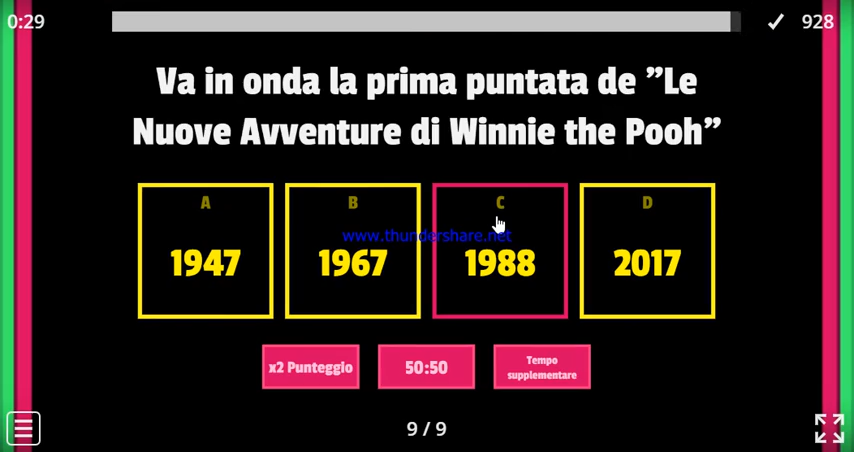 0:29
928
Va in onda la prima puntata de ”Le
Nuove Avventure di Winnie the Pooh”
A
B
C
D
www.thundershare.net
1947
1967
1988
2017
x2 Punteggio
50:50
Tempo
supplementare
9 / 9